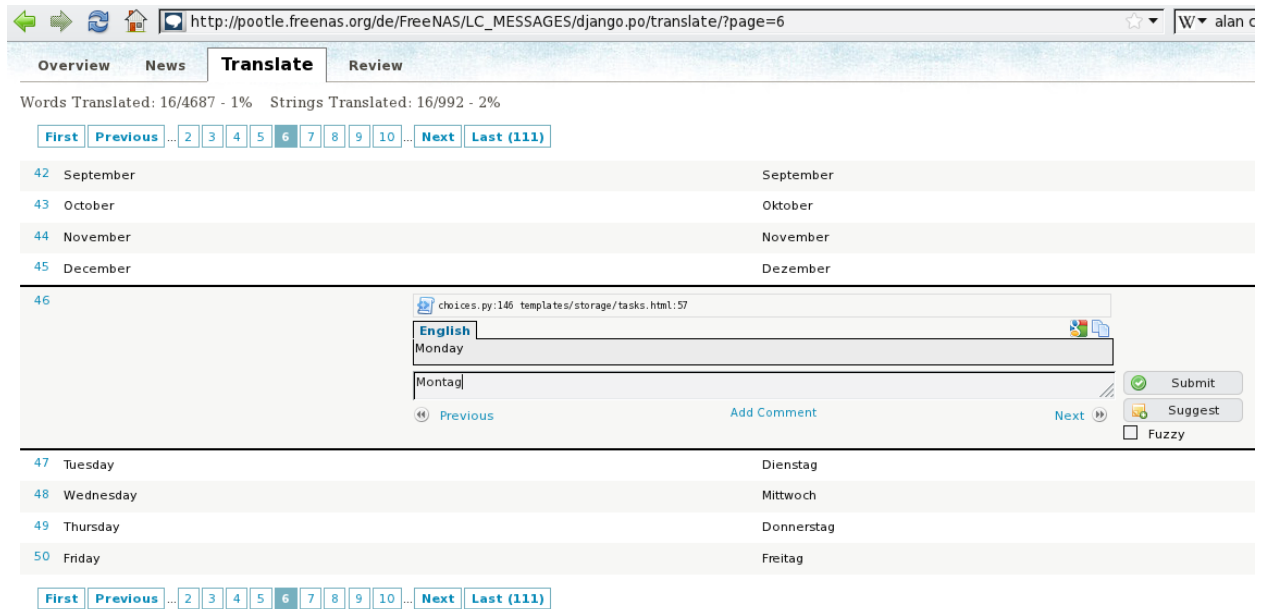 http://pootle.freenas.org/de/FreeNAS/LC_MESSAGES/django.po/translate/?page=6 W alan c
Overview News Translate Review
Words Translated: 16/4687 - 1% Strings Translated: 16/992 - 2%
First Previous ... 2 3 4 5 6 7 8 9 10 ... Next Last (111)
42 September September
43 October Oktober
44 November November
45 December Dezember
46 choices.py:146 templates/storage/tasks.html:57
English
Monday
Montag Submit
Previous Add Comment Next Suggest
Fuzzy
47 Tuesday Dienstag
48 Wednesday Mittwoch
49 Thursday Donnerstag
50 Friday Freitag
First Previous ... 2 3 4 5 6 7 8 9 10 ... Next Last (111)